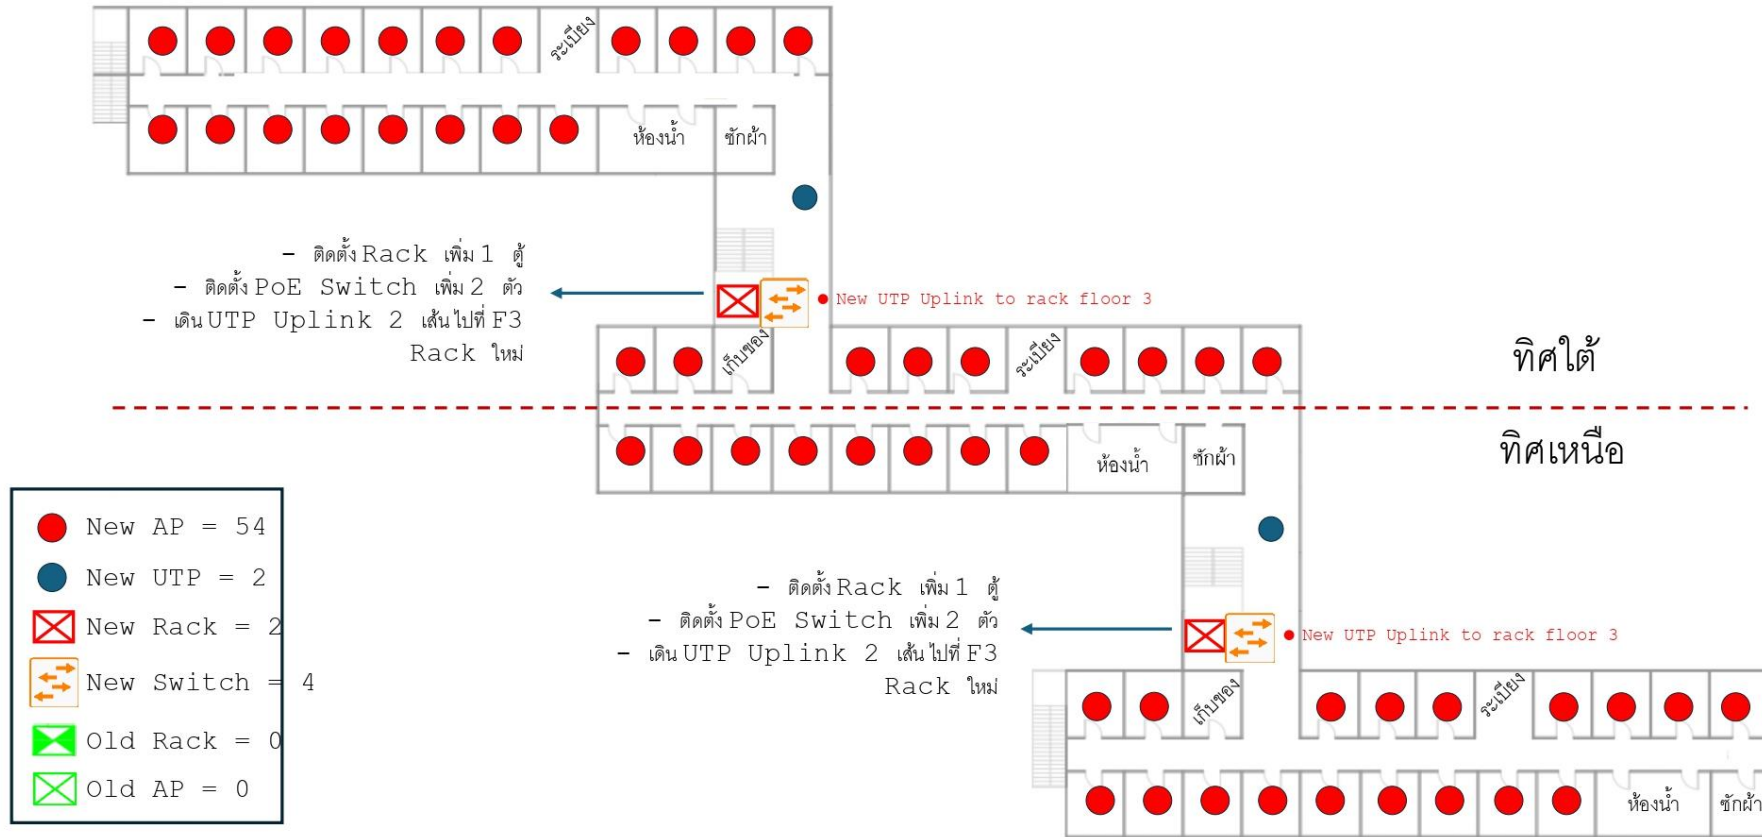 ระเบียง
ห้องน้ำ
ซักผ้า
- ติดตั้ง Rack เพิ่ม 1 ตู้
- ติดตั้ง PoE Switch เพิ่ม 2 ตัว
- เดิน UTP Uplink 2 เส้นไปที่ F3
Rack ใหม่
New UTP Uplink to rack floor 3
เก็บของ
ระเบียง
ทิศใต้
ทิศเหนือ
ห้องน้ำ
ซักผ้า
New AP = 54
New UTP = 2
New Rack = 2
New Switch = 4
Old Rack = 0
Old AP = 0
- ติดตั้ง Rack เพิ่ม 1 ตู้
- ติดตั้ง PoE Switch เพิ่ม 2 ตัว
- เดิน UTP Uplink 2 เส้นไปที่ F3
Rack ใหม่
New UTP Uplink to rack floor 3
เก็บของ
ระเบียง
ห้องน้ำ
ซักผ้า